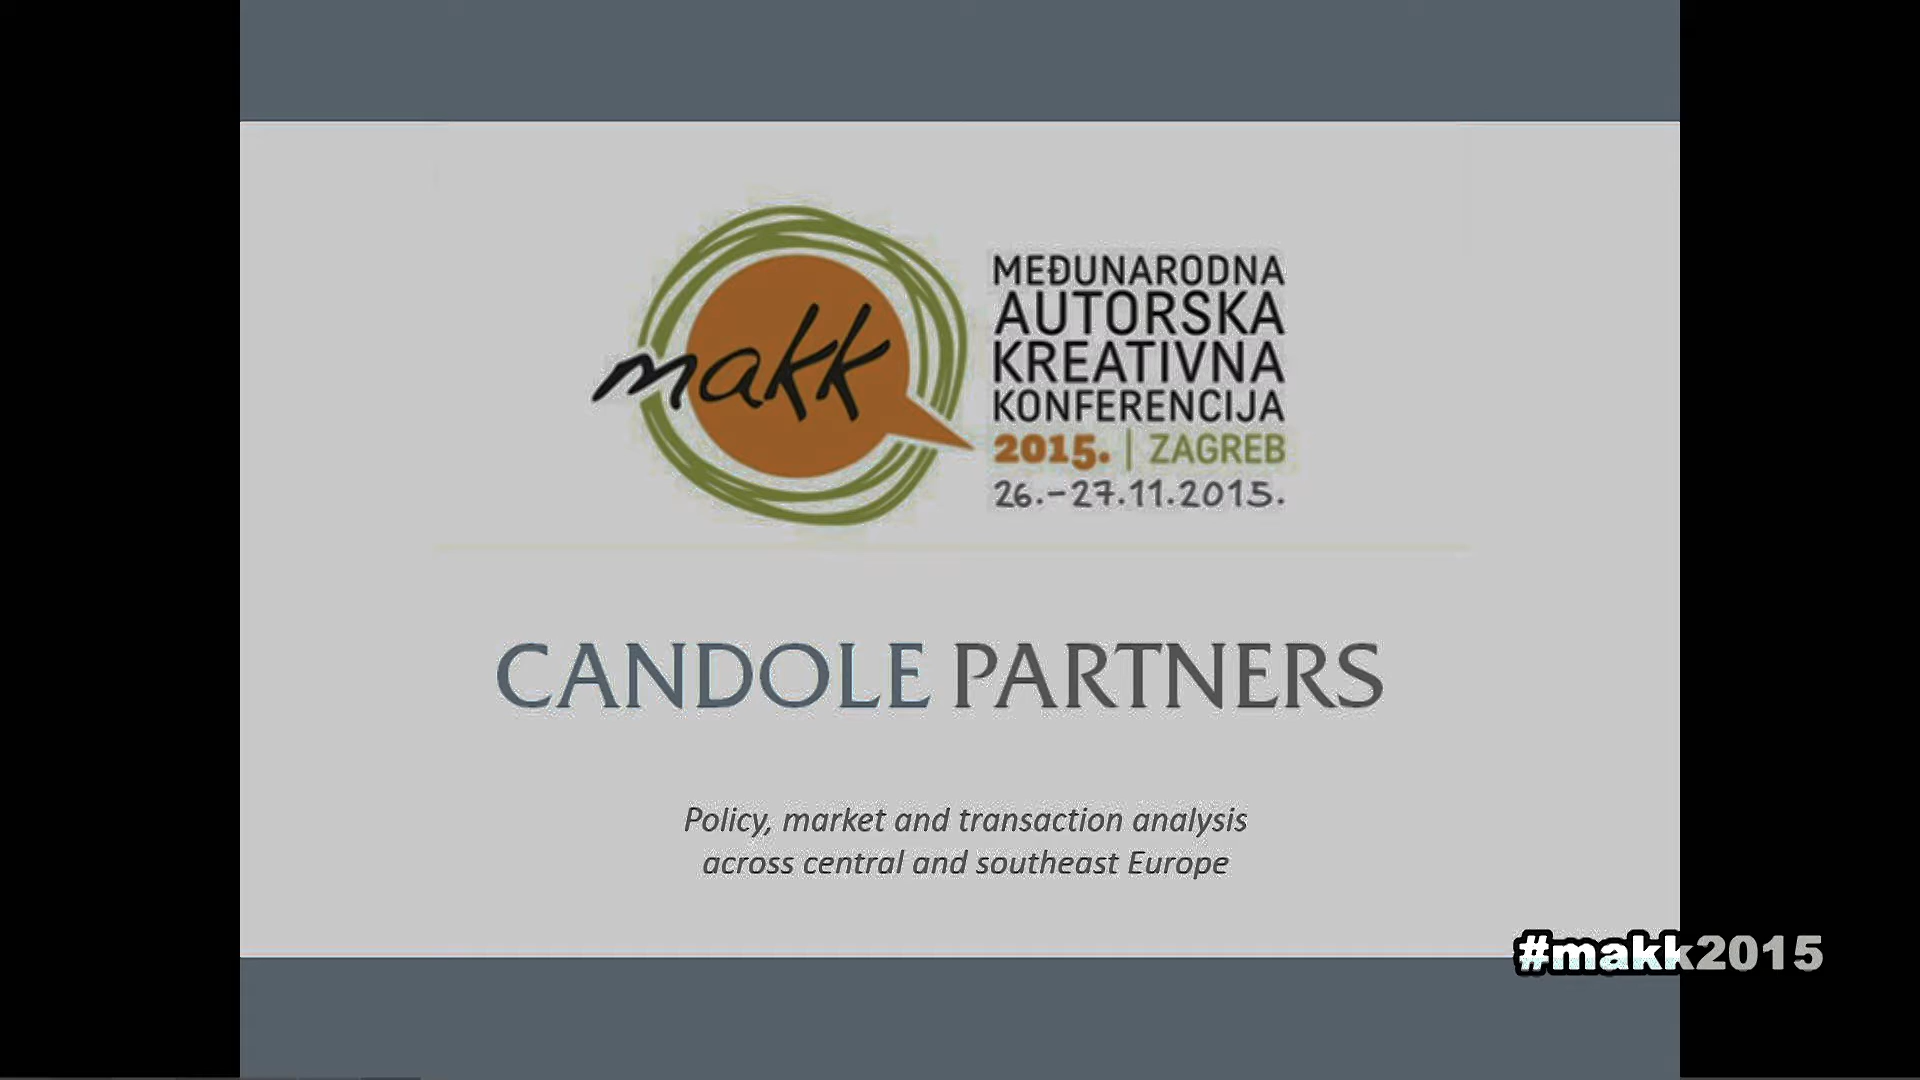 makk
MEĐUNARODNA
AUTORSKA
KREATIVNA
KONFERENCIJA
2015. | ZAGREB
26.-27.11.2015.
CANDOLE PARTNERS
Policy, market and transaction analysis
across central and southeast Europe
#makk2015